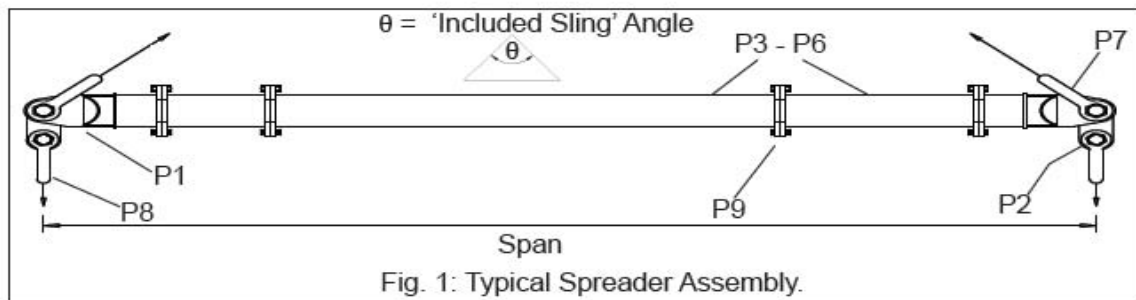 θ = ‘Included Sling’ Angle
θ
P3 - P6
P7
P1
P8
P9
P2
Span
Fig. 1: Typical Spreader Assembly.